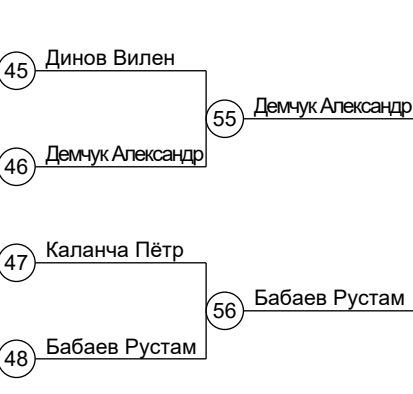 45 Динов Вилен
55 Демчук Александр
46 Демчук Александр
47 Каланча Пётр
56 Бабаев Рустам
48 Бабаев Рустам